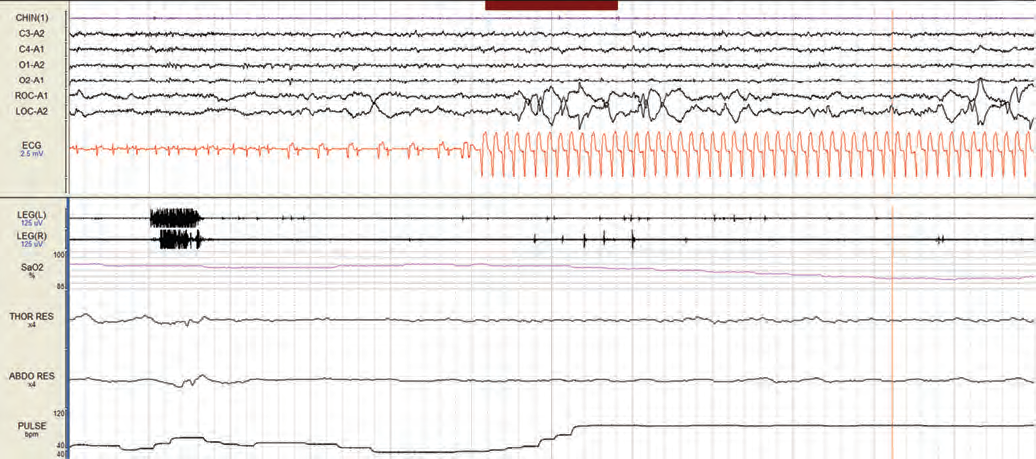 CHIN(1)
C3-A2
C4-A1
O1-A2
O2-A1
ROC-A1
LOC-A2
ECG
2.5 mV
LEG(L)
125 uV
LEG(R)
125 uV
100
SaO2
%
THOR RES
x4
ABDO RES
x4
120
PULSE
bpm
40
40